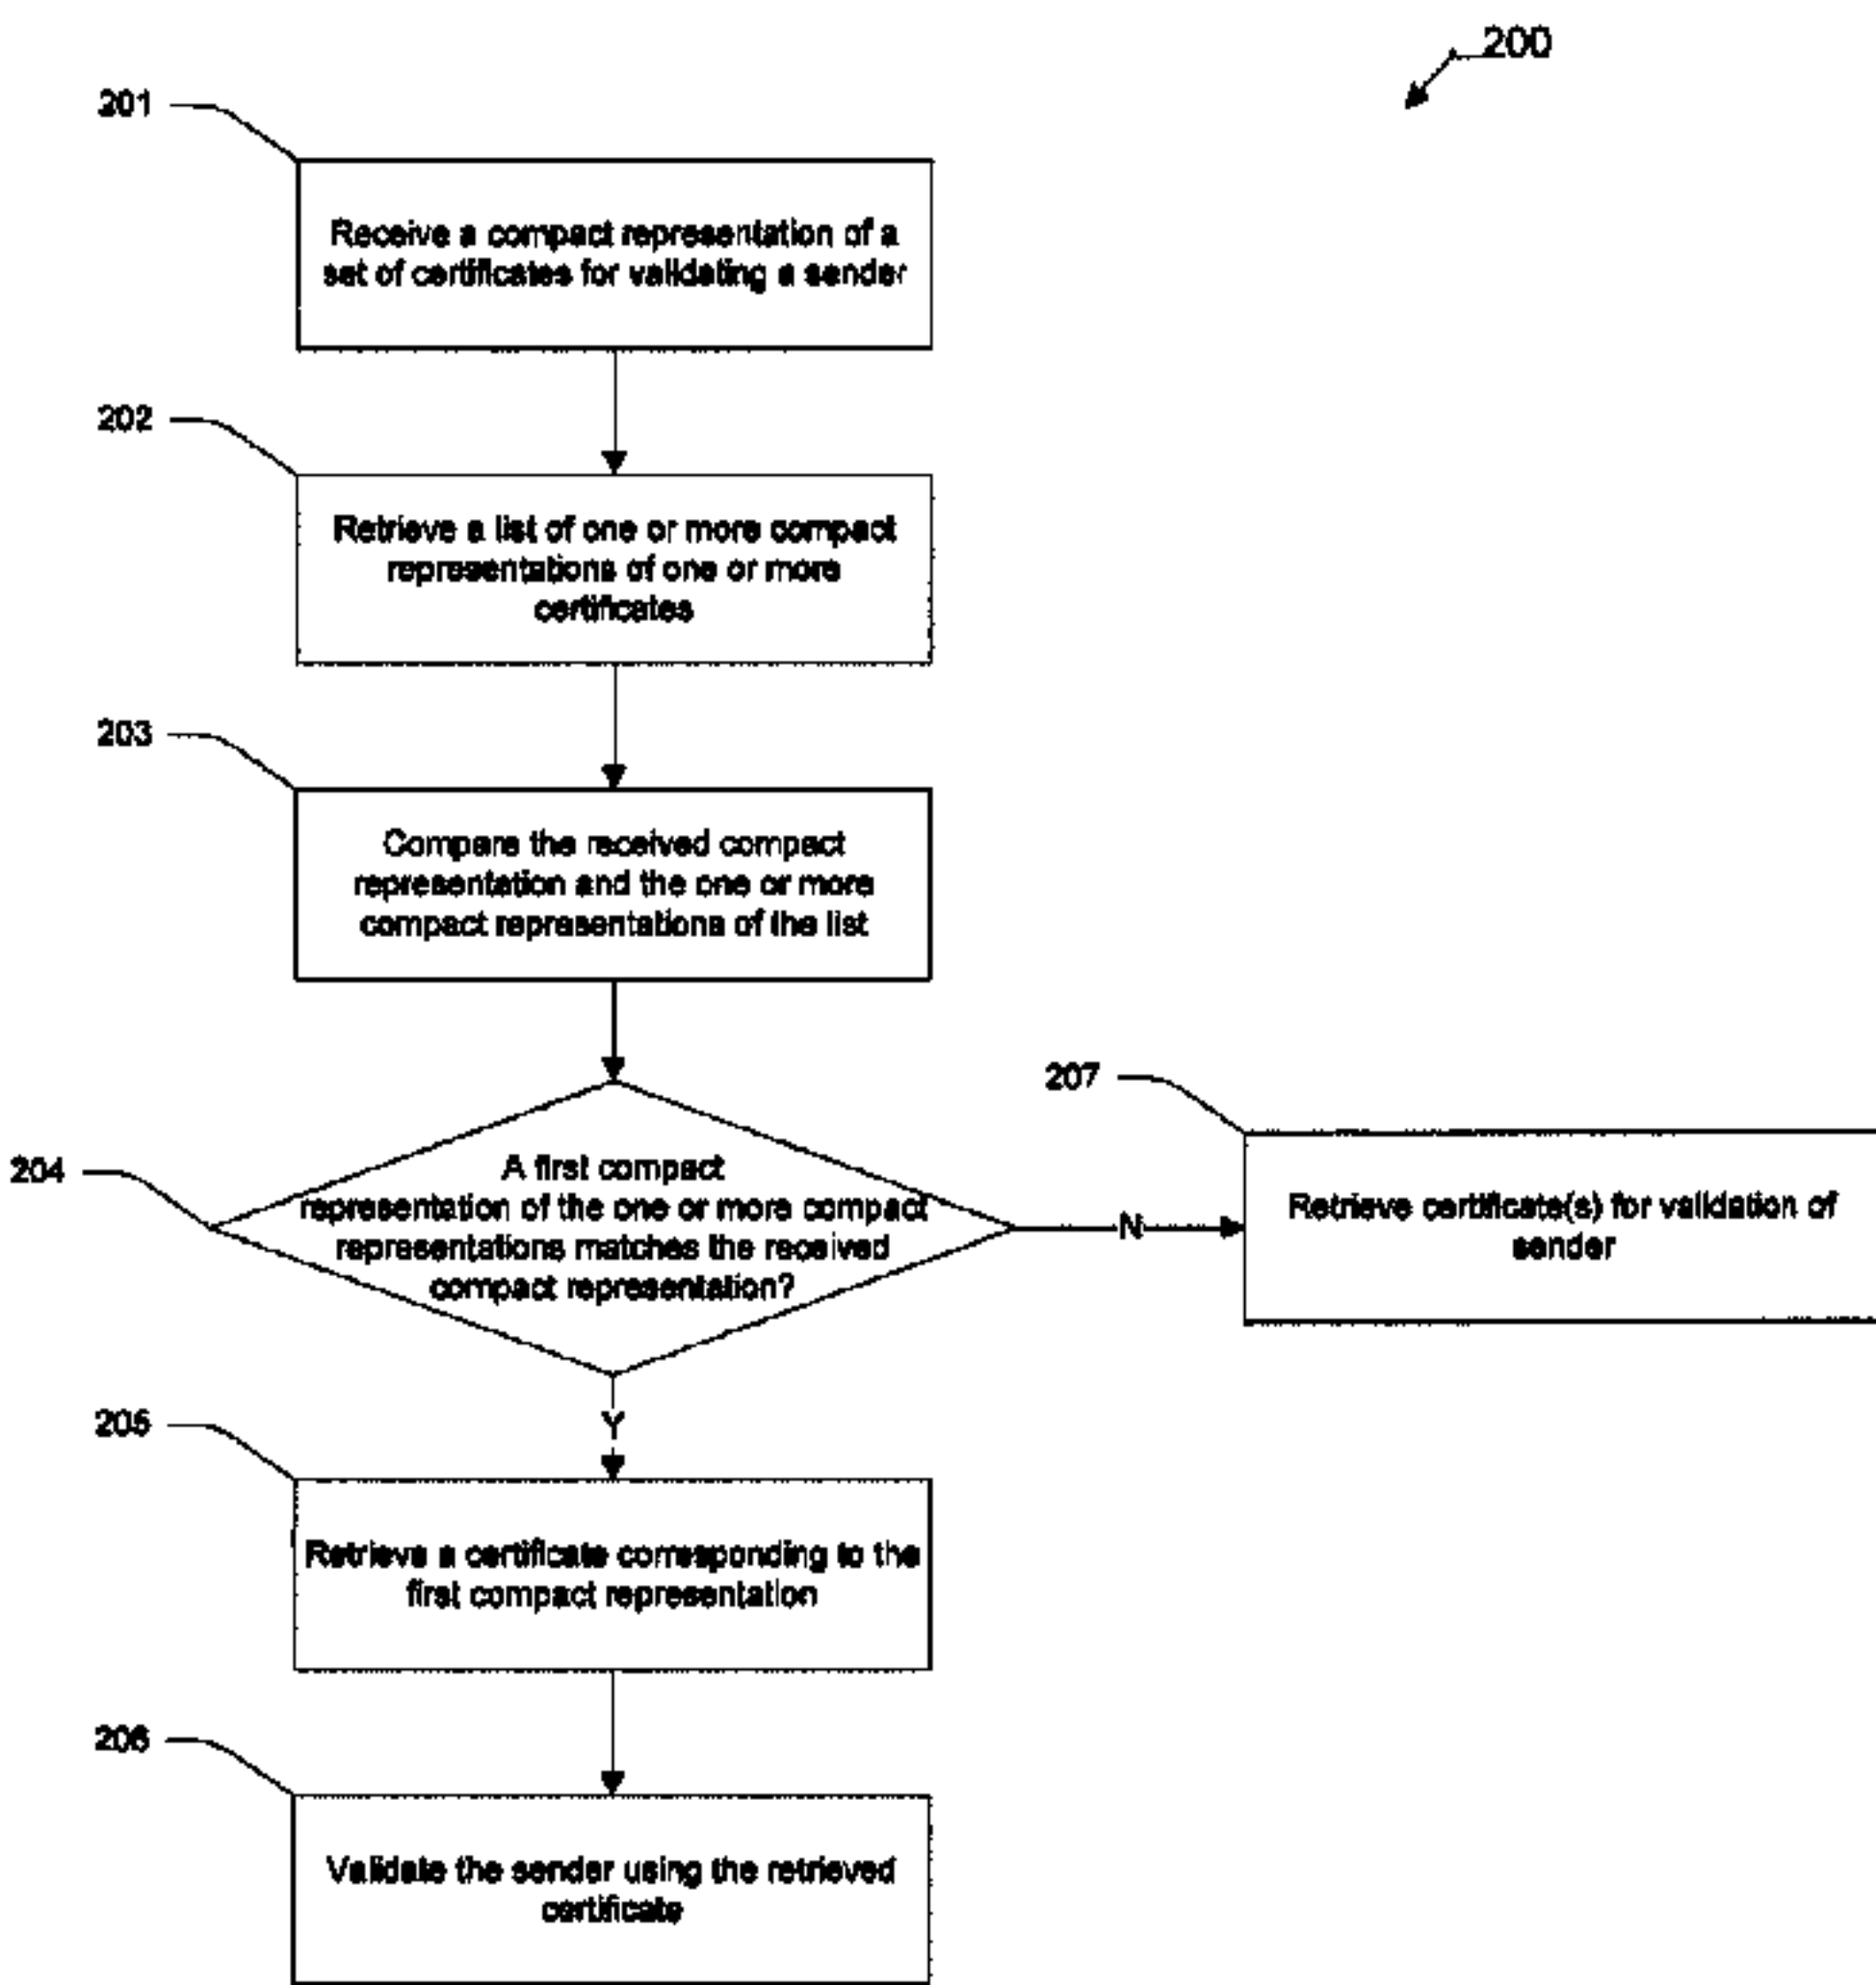 200
201
Receive a compact representation of a
set of certificates for validating a sender
202
Retrieve a list of one or more compact
representations of one or more
certificates
203
Compare the received compact
representation and the one or more
compact representations of the list
204
A first compact
representation of the one or more compact
representations matches the received
compact representation?
N
207
Retrieve certificate(s) for validation of
sender
Y
205
Retrieve a certificate corresponding to the
first compact representation
206
Validate the sender using the retrieved
certificate